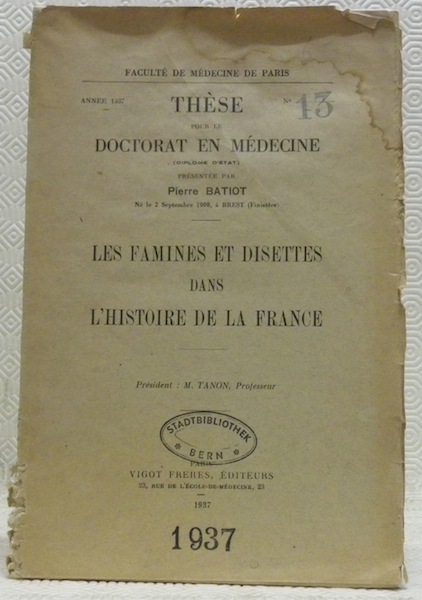 FACULTÉ DE MÉDECINE DE PARIS
ANNÉE 1937 THÈSE N° 13
POUR LE
DOCTORAT EN MÉDECINE
(DIPLOME D'ÉTAT)
PRÉSENTÉE PAR
Pierre BATIOT
Né le 2 Septembre 1908, à BREST (Finistère)
LES FAMINES ET DISETTES
DANS
L'HISTOIRE DE LA FRANCE
Président : M. TANON, Professeur
STADTBIBLIOTHEK
* BERN *
PARIS
VIGOT FRÈRES, ÉDITEURS
23, RUE DE L'ÉCOLE-DE-MÉDECINE, 23
1937
1937